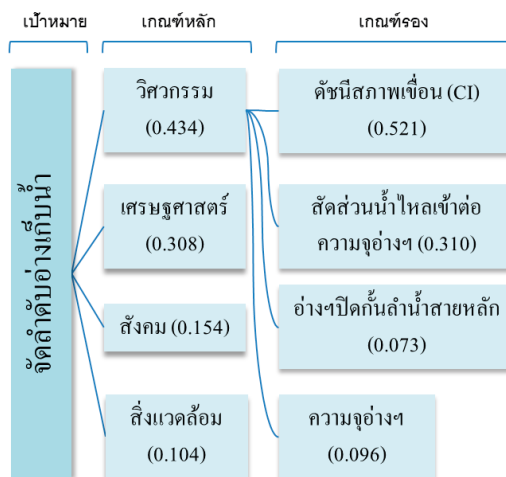 เป้าหมาย
เกณฑ์หลัก
เกณฑ์รอง
จัดลำดับอ่างเก็บน้ำ
วิศวกรรม
(0.434)
เศรษฐศาสตร์
(0.308)
สังคม (0.154)
สิ่งแวดล้อม
(0.104)
ดัชนีสภาพเขื่อน (CI)
(0.521)
สัดส่วนน้ำไหลเข้าต่อ
ความจุอ่างฯ (0.310)
อ่างฯปิดกั้นลำน้ำสายหลัก
(0.073)
ความจุอ่างฯ
(0.096)